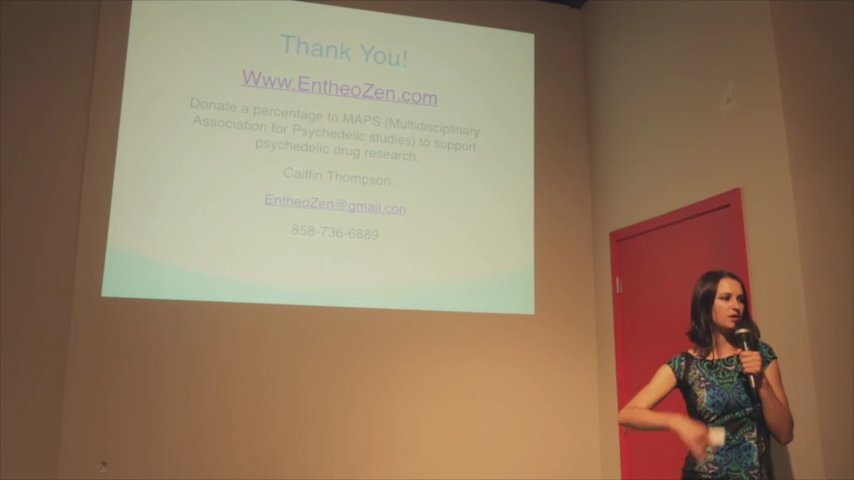 Thank You!
Www.EntheoZen.com
Donate a percentage to MAPS (Multidisciplinary
Association for Psychedelic studies) to support
psychedelic drug research.
Caitlin Thompson
EntheoZen@gmail.con
858-736-6889